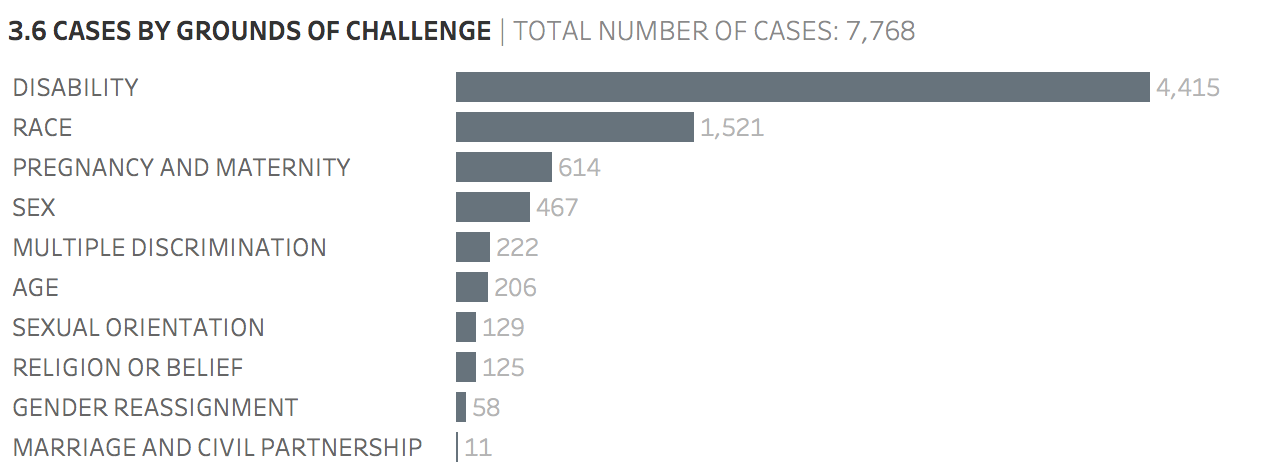 3.6 CASES BY GROUNDS OF CHALLENGE | TOTAL NUMBER OF CASES: 7,768
DISABILITY 4,415
RACE 1,521
PREGNANCY AND MATERNITY 614
SEX 467
MULTIPLE DISCRIMINATION 222
AGE 206
SEXUAL ORIENTATION 129
RELIGION OR BELIEF 125
GENDER REASSIGNMENT 58
MARRIAGE AND CIVIL PARTNERSHIP 11